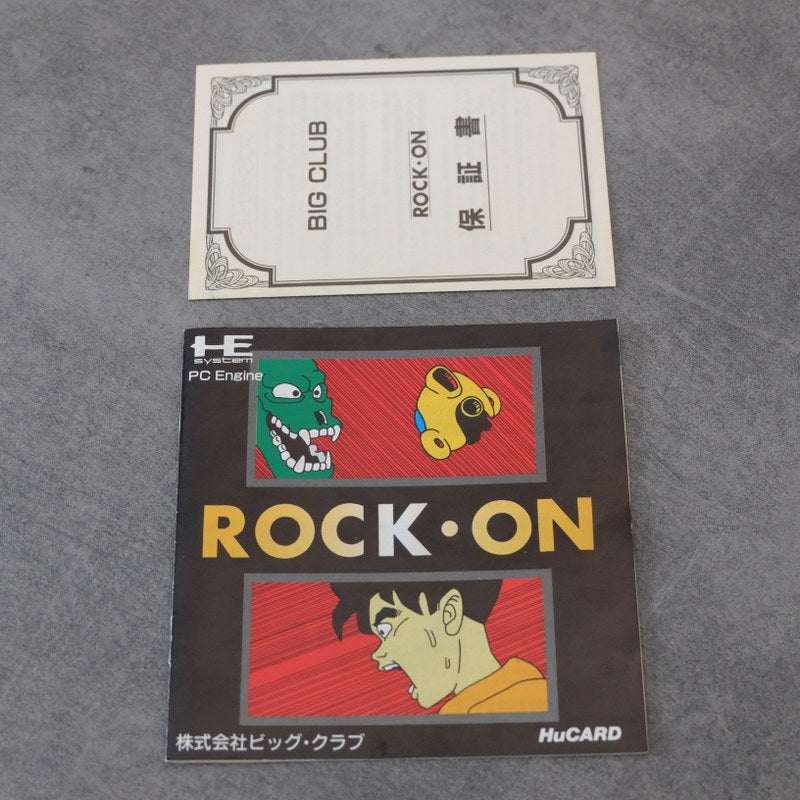 BIG CLUB
ROCK・ON
保証書
HE
system
PC Engine
ROCK・ON
株式会社ビッグ・クラブ
HuCARD